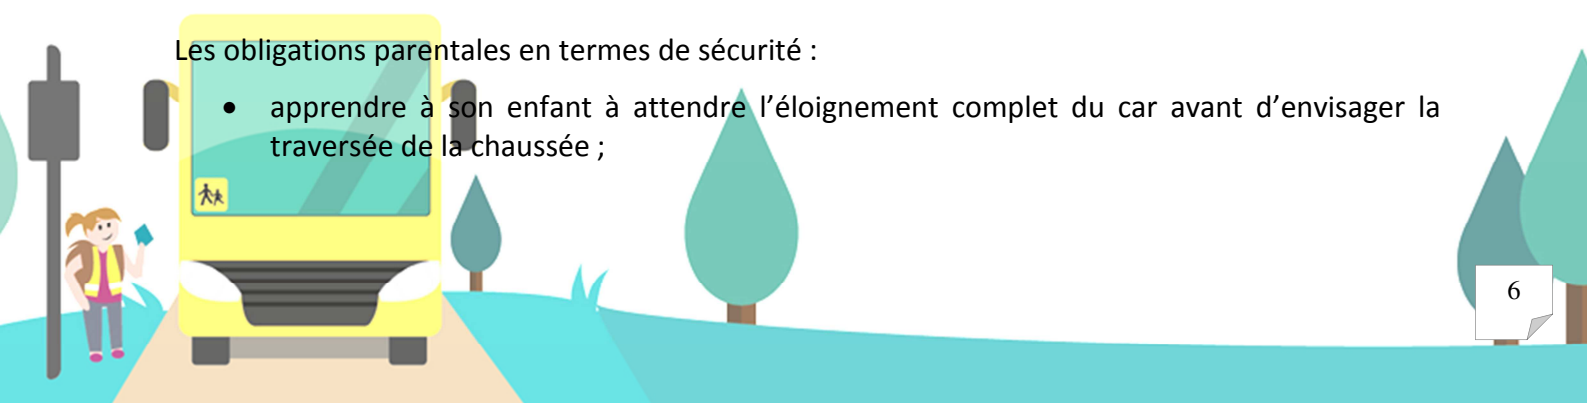 Les obligations parentales en termes de sécurité :
• apprendre à son enfant à attendre l’éloignement complet du car avant d’envisager la
traversée de la chaussée ;
6